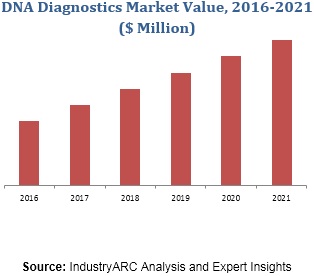 DNA Diagnostics Market Value, 2016-2021
($ Million)
2016 2017 2018 2019 2020 2021
Source: IndustryARC Analysis and Expert Insights